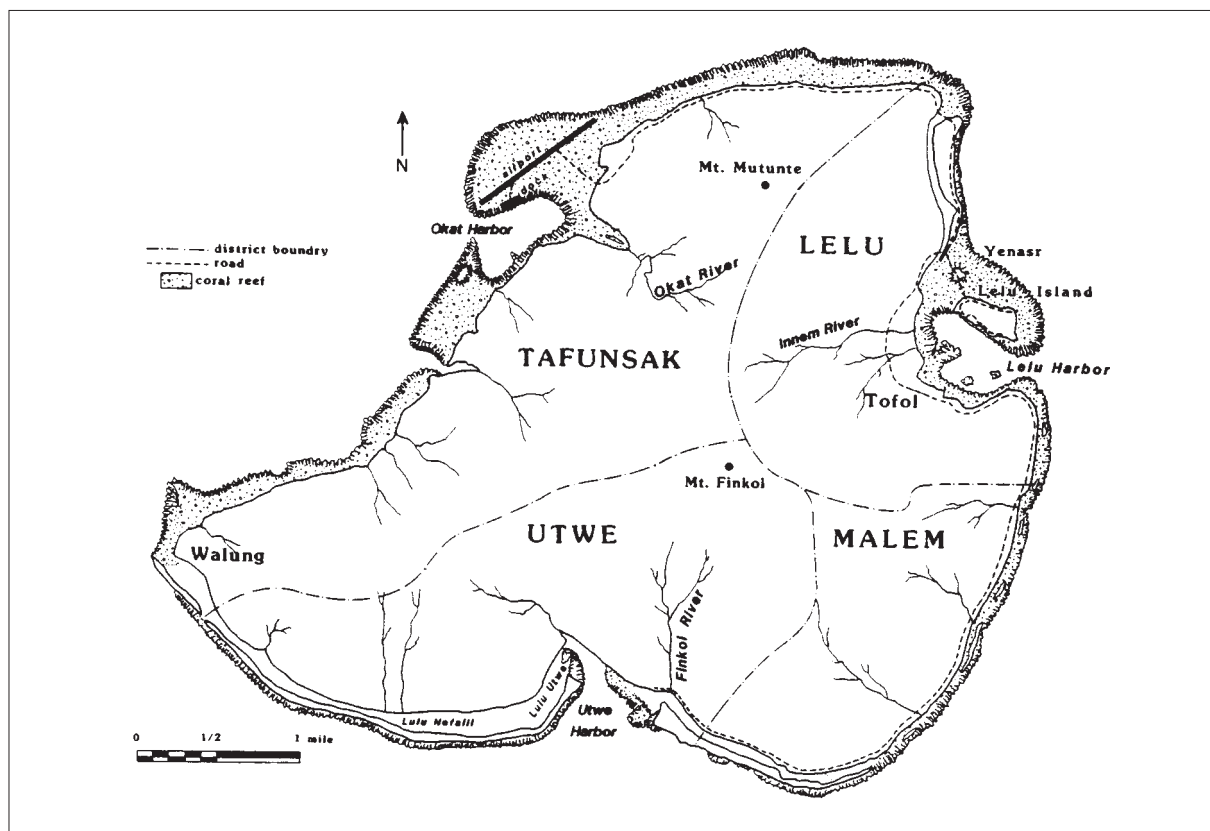 N
airport
dock
Okat Harbor
Mt. Mutunte
district boundry
road
coral reef
LELU
Yenasr
Okat River
Lelu Island
Innem River
TAFUNSAK
Lelu Harbor
Tofol
Mt. Finkol
UTWE
MALEM
Walung
Finkol River
Lulu Utwe
Utwe
Harbor
Lulu Nefalil
0 1/2 1 mile